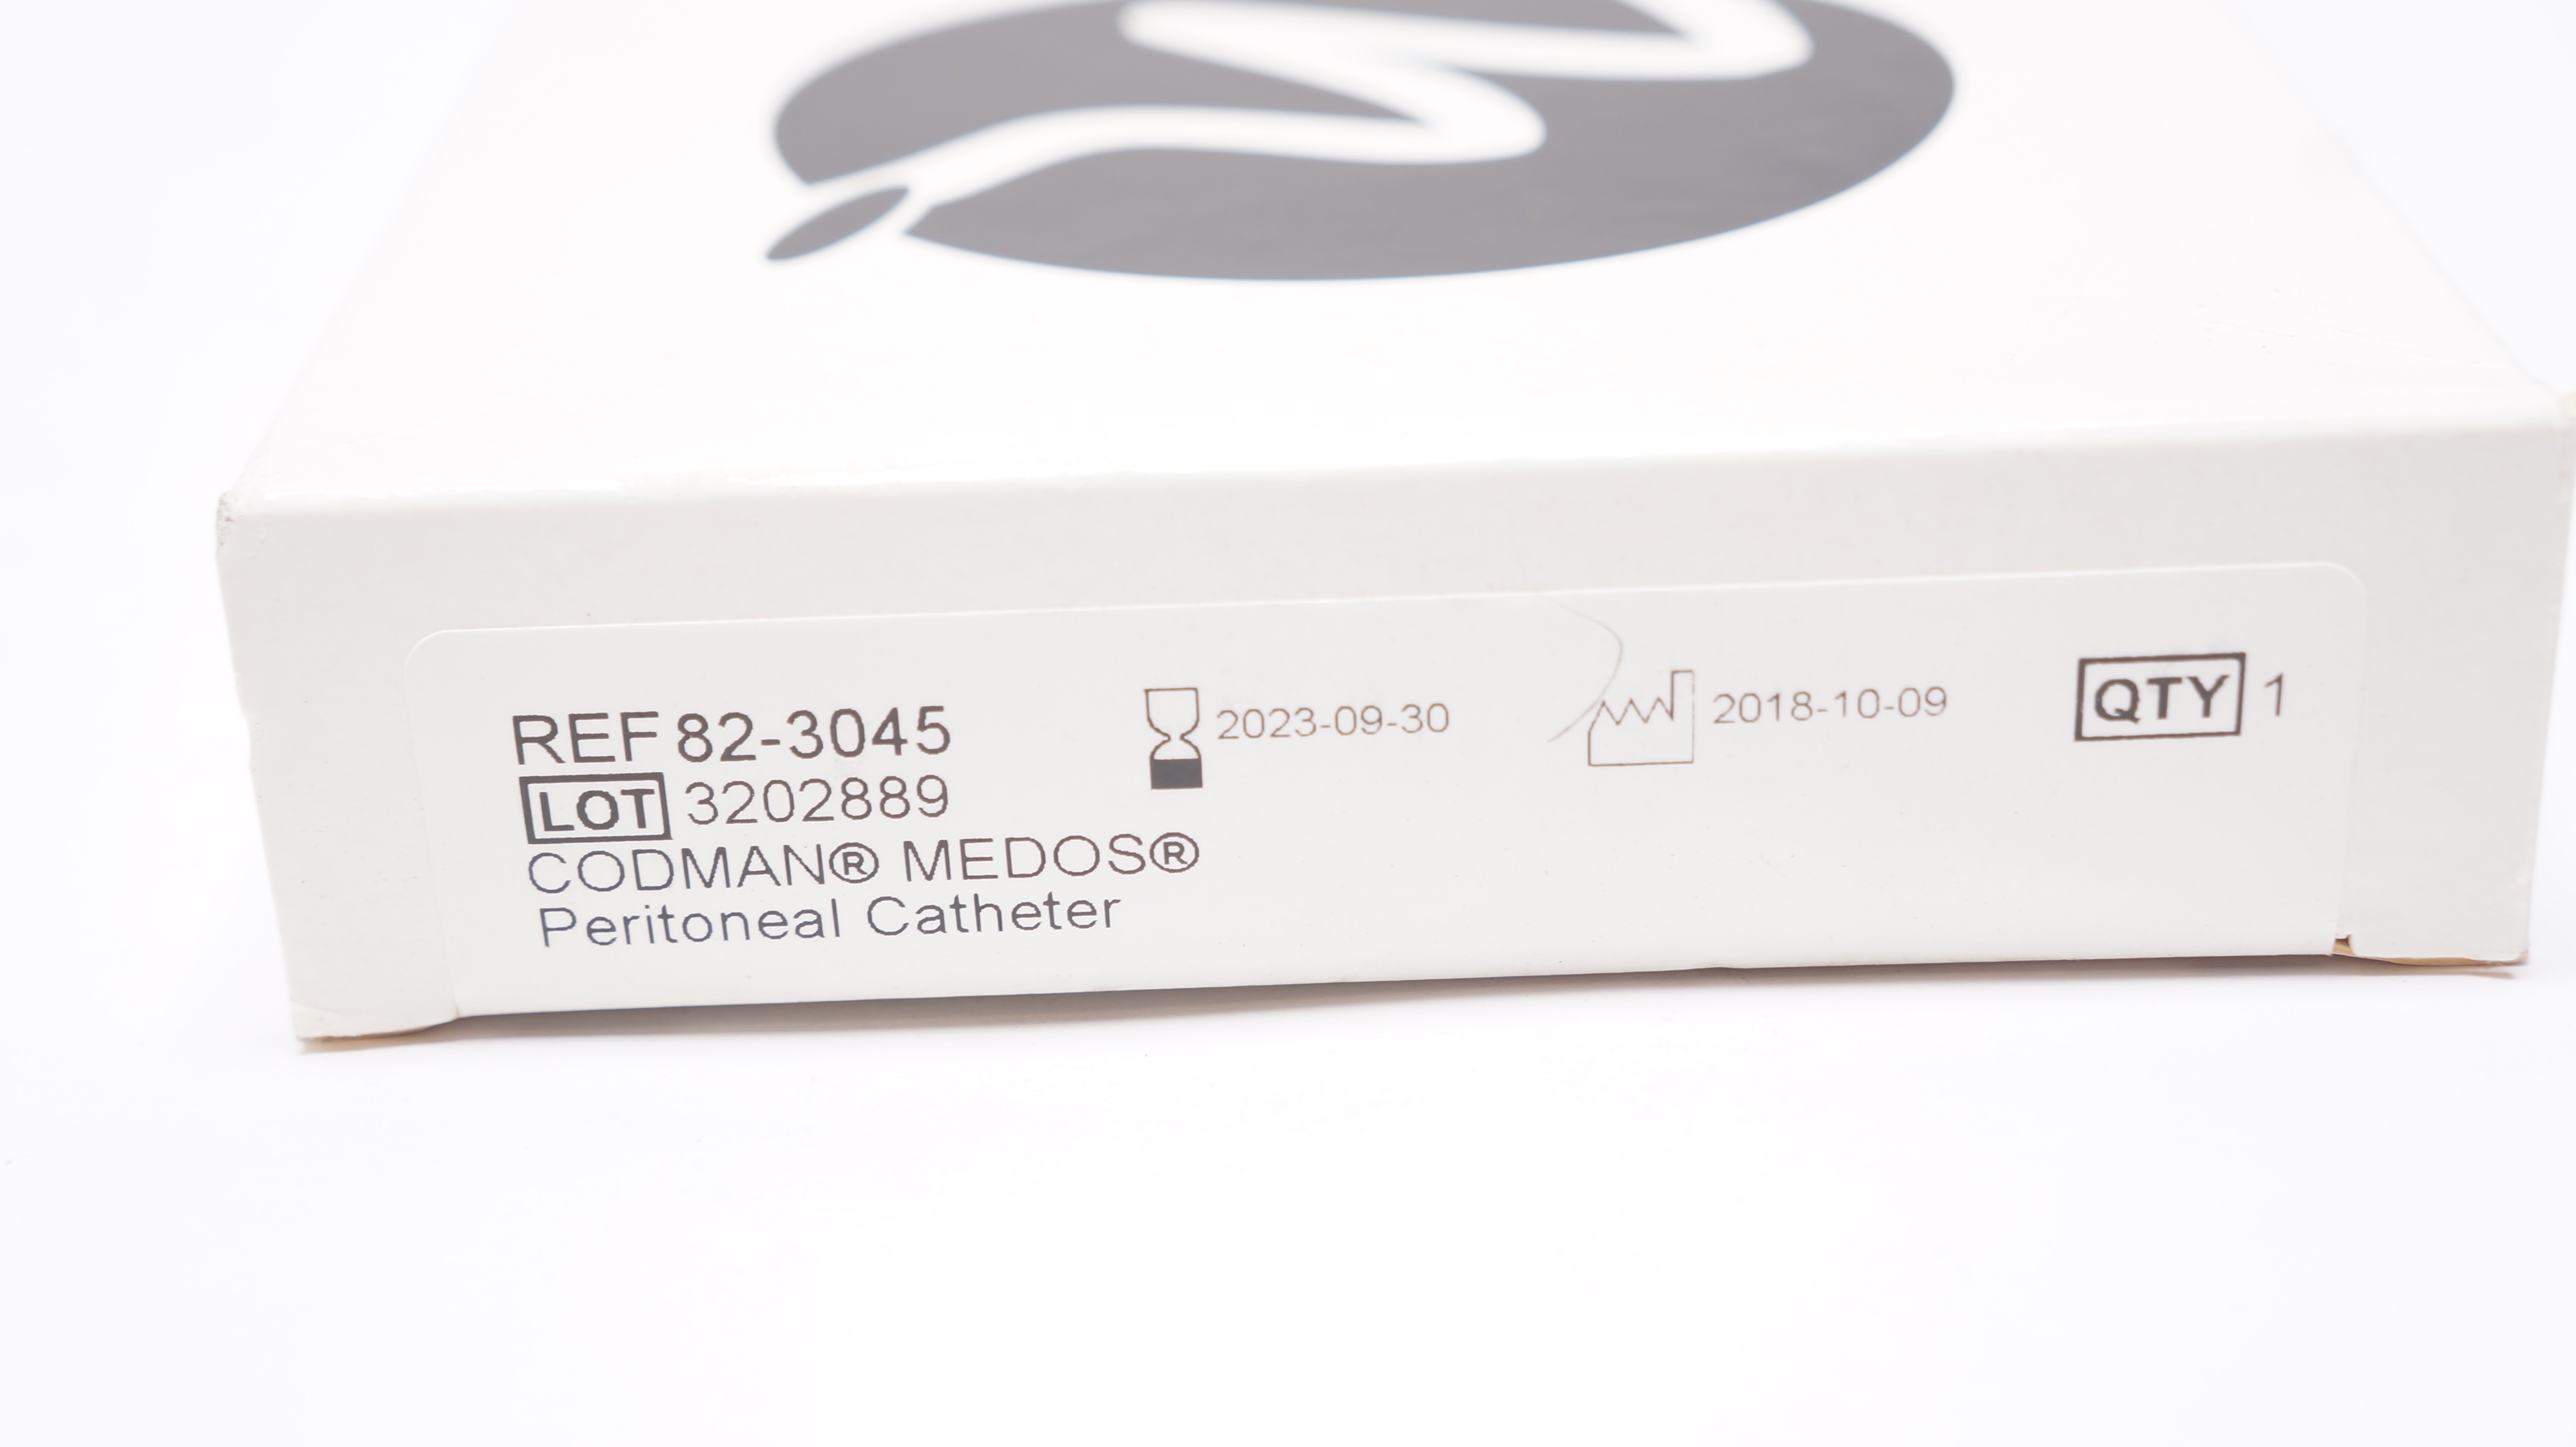 REF 82-3045 2023-09-30 2018-10-09 QTY 1
LOT 3202889
CODMAN® MEDOS®
Peritoneal Catheter